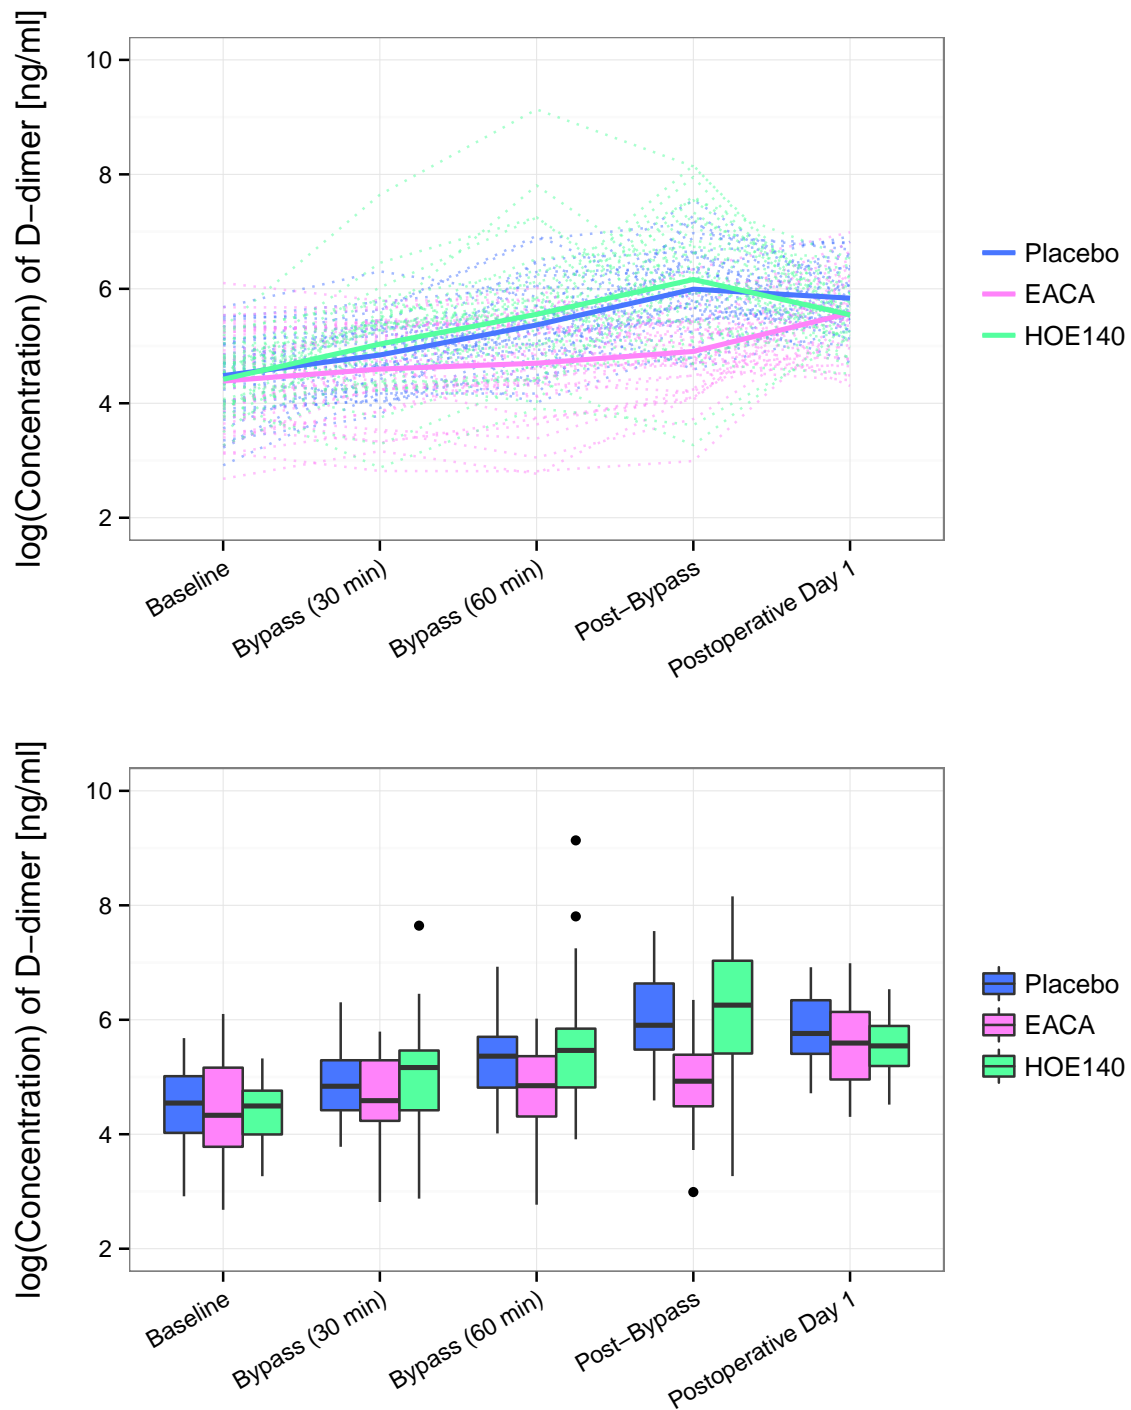 log(Concentration) of D−dimer [ng/ml]
10
8
6
4
2
Baseline
Bypass (30 min)
Bypass (60 min)
Post−Bypass
Postoperative Day 1
Placebo
EACA
HOE140
log(Concentration) of D−dimer [ng/ml]
10
8
6
4
2
Baseline
Bypass (30 min)
Bypass (60 min)
Post−Bypass
Postoperative Day 1
Placebo
EACA
HOE140